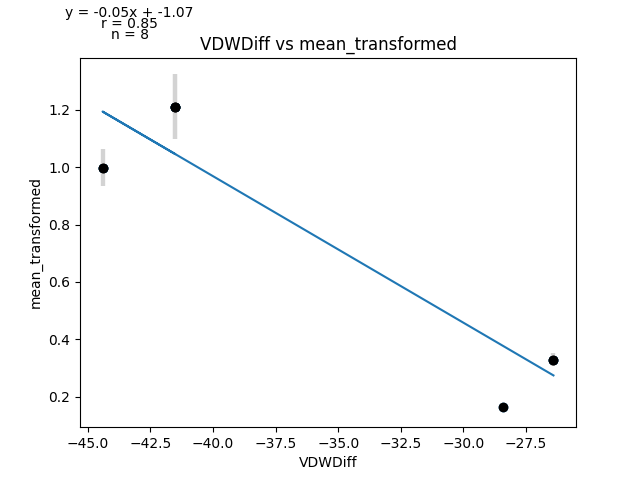 y = -0.05x + -1.07
r = 0.85
n = 8
VDWDiff vs mean_transformed
mean_transformed
1.2
1.0
0.8
0.6
0.4
0.2
−45.0 −42.5 −40.0 −37.5 −35.0 −32.5 −30.0 −27.5
VDWDiff